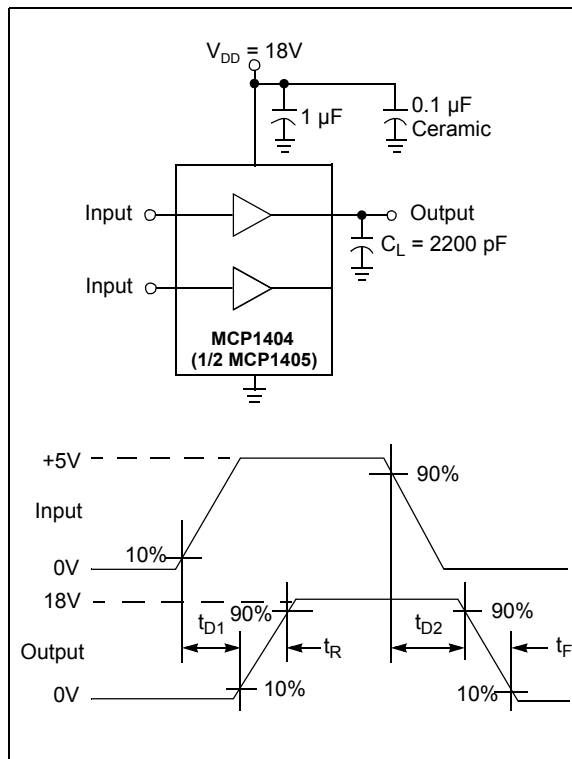 V_DD = 18V
1 µF
0.1 µF
Ceramic
Input
Output
C_L = 2200 pF
Input
MCP1404
(1/2 MCP1405)
+5V
90%
Input
10%
0V
18V
90%
t_D1
t_R
t_D2
90%
t_F
Output
10%
10%
0V